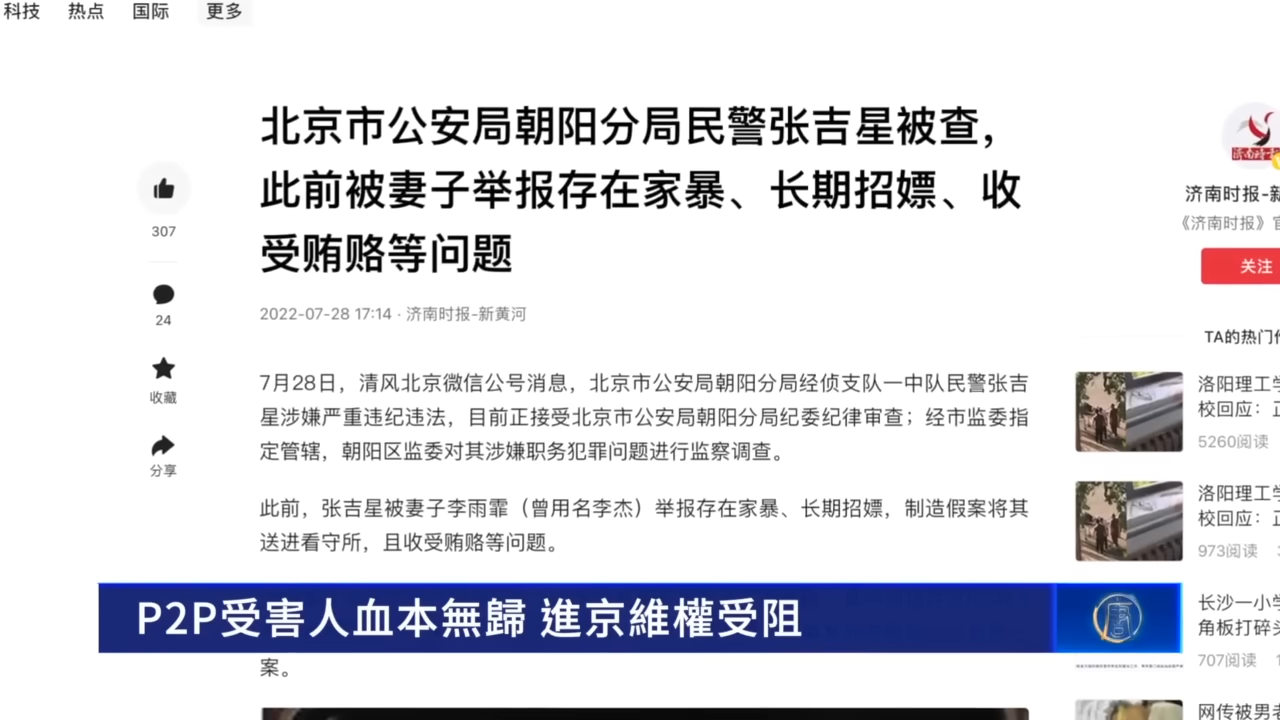 科技 热点 国际 更多
北京市公安局朝阳分局民警张吉星被查，
此前被妻子举报存在家暴、长期招嫖、收
受贿赂等问题
307
24
收藏
分享
2022-07-28 17:14 · 济南时报-新黄河
7月28日，清风北京微信公号消息，北京市公安局朝阳分局经侦支队一中队民警张吉
星涉嫌严重违纪违法，目前正接受北京市公安局朝阳分局纪委纪律审查；经市监委指
定管辖，朝阳区监委对其涉嫌职务犯罪问题进行监察调查。
此前，张吉星被妻子李雨霏（曾用名李杰）举报存在家暴、长期招嫖，制造假案将其
送进看守所，且收受贿赂等问题。
P2P受害人血本無歸 進京維權受阻
案。
济南时报-新
《济南时报》官
关注
TA的热门作
洛阳理工学
校回应：正
5260阅读
洛阳理工学
校回应：正
973阅读
长沙一小学
角板打碎头
707阅读
网传被男老